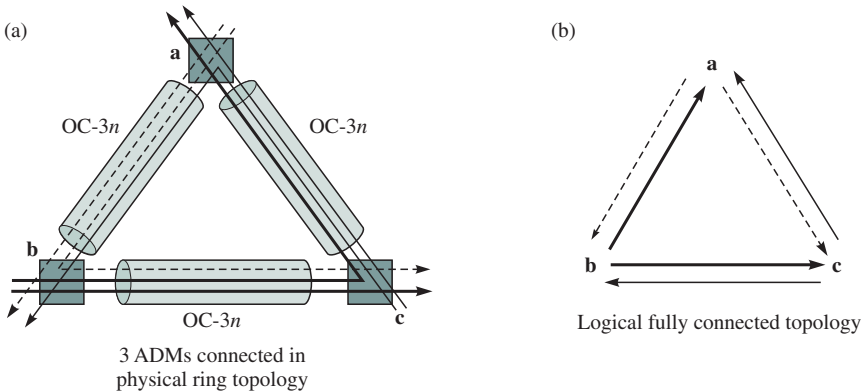 (a)
a
OC-3n
OC-3n
b
OC-3n
c
3 ADMs connected in
physical ring topology
(b)
a
b
c
Logical fully connected topology